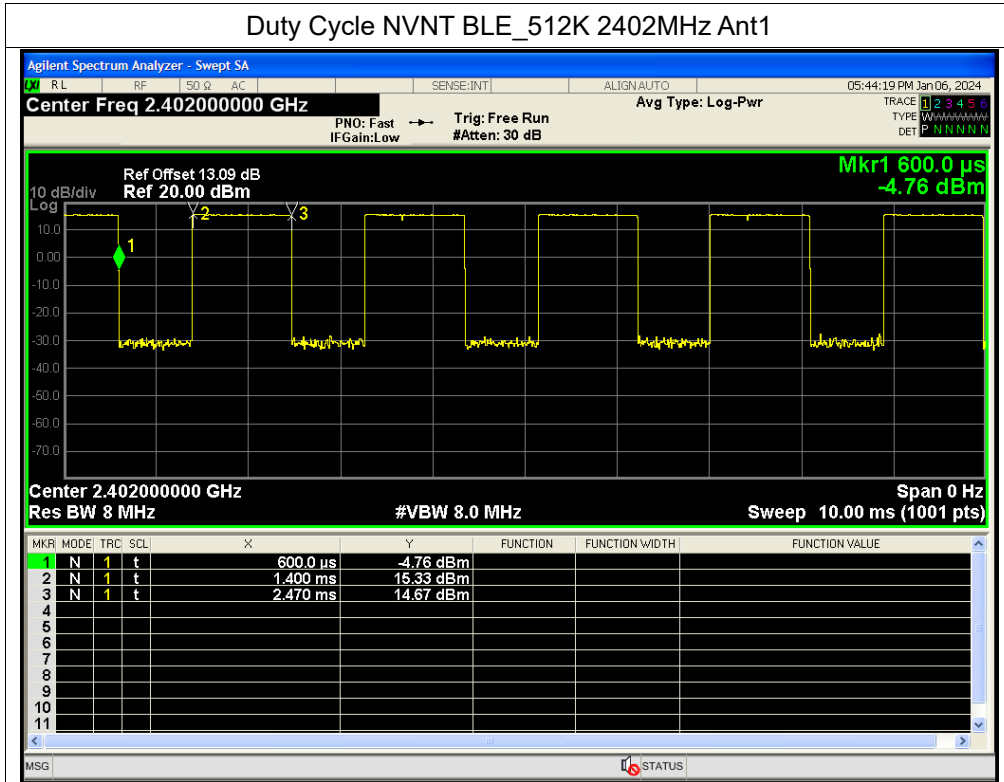 Duty Cycle NVNT BLE_512K 2402MHz Ant1
Agilent Spectrum Analyzer - Swept SA
LXI RL RF 50 Ω AC SENSE:INT ALIGNAUTO 05:44:19 PM Jan 06, 2024
Center Freq 2.402000000 GHz Avg Type: Log-Pwr TRACE 1 2 3 4 5 6
PNO: Fast Trig: Free Run TYPE WWWWWWW
IFGain:Low #Atten: 30 dB DET P N N N N N
Mkr1 600.0 µs
Ref Offset 13.09 dB
10 dB/div Ref 20.00 dBm -4.76 dBm
Log
2 3
10.0
1
0.00
-10.0
-20.0
-30.0
-40.0
-50.0
-60.0
-70.0
Center 2.402000000 GHz Span 0 Hz
Res BW 8 MHz #VBW 8.0 MHz Sweep 10.00 ms (1001 pts)
MKR MODE TRC SCL X Y FUNCTION FUNCTION WIDTH FUNCTION VALUE
1 N 1 t 600.0 µs -4.76 dBm
2 N 1 t 1.400 ms 15.33 dBm
3 N 1 t 2.470 ms 14.67 dBm
4
5
6
7
8
9
10
11
MSG STATUS